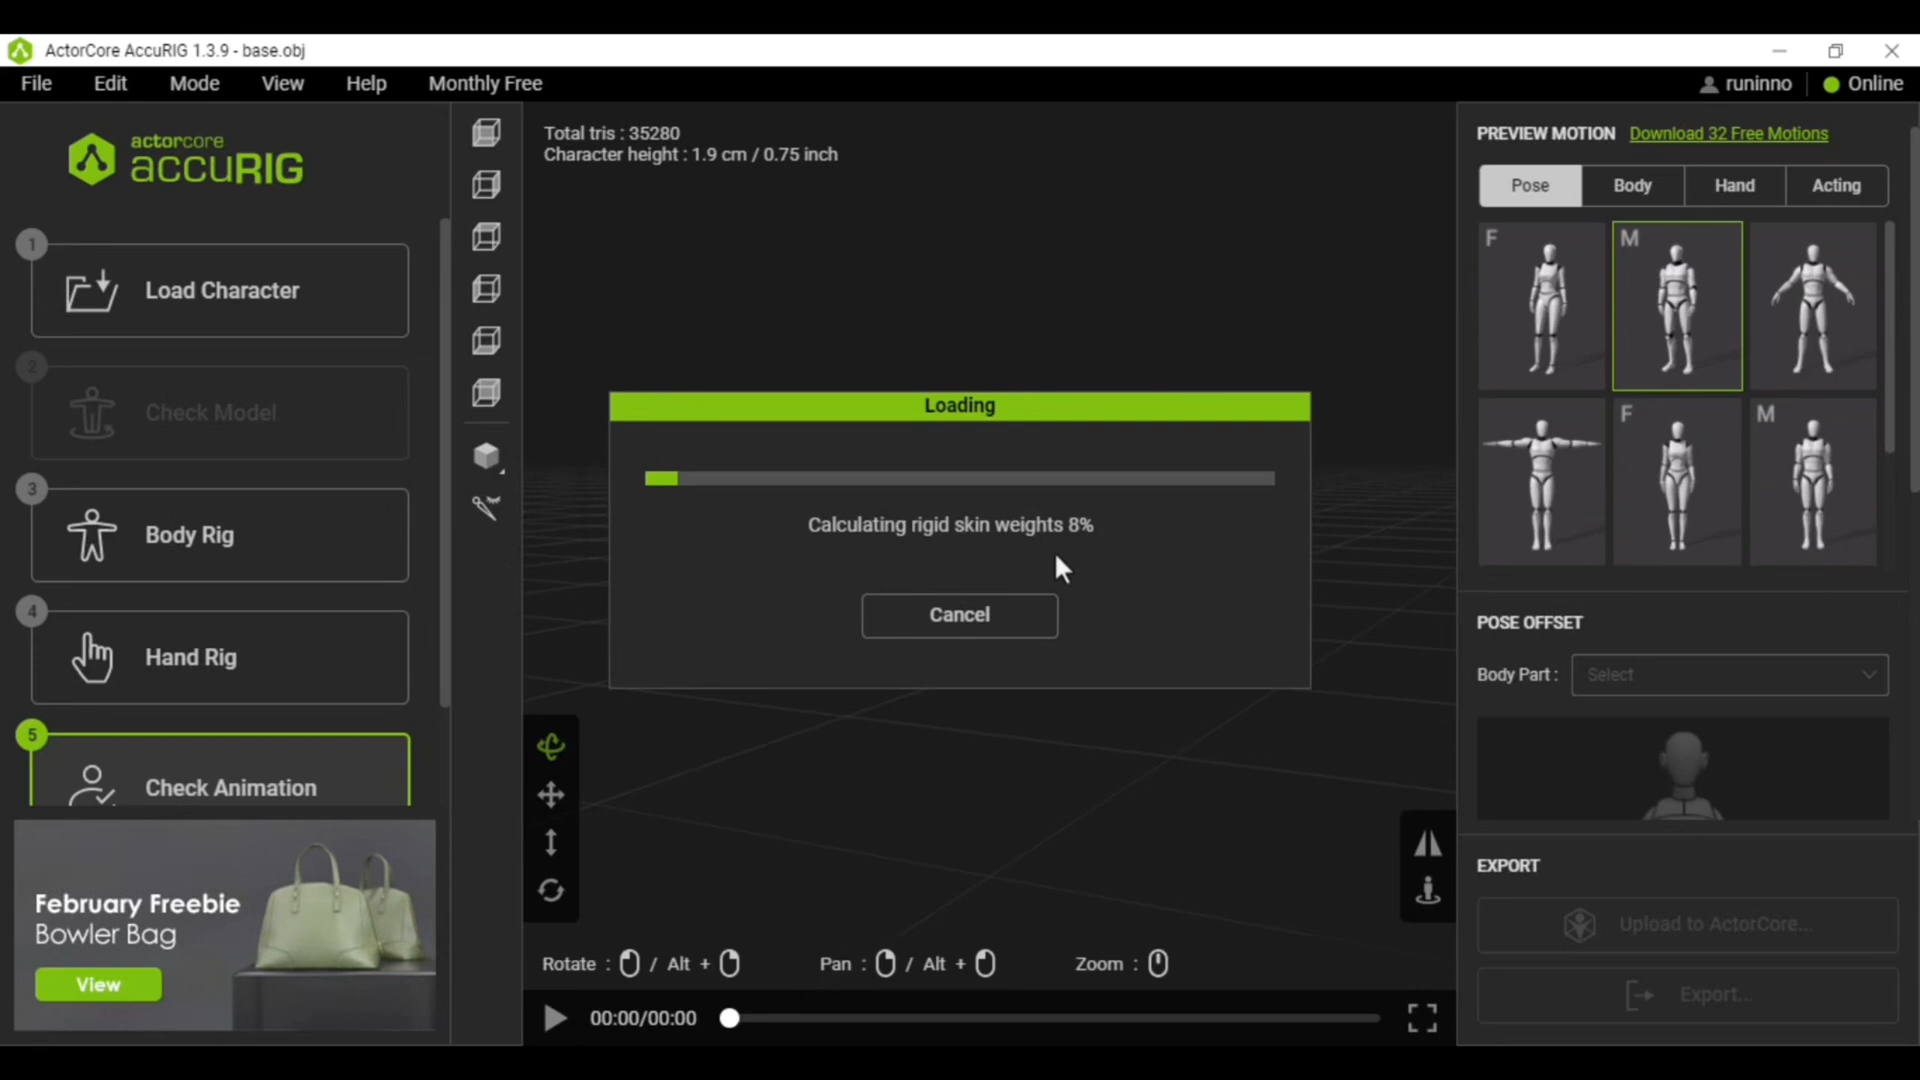 ActorCore AccuRIG 1.3.9 - base.obj
File Edit Mode View Help Monthly Free
runinno Online
actorcore
accuRIG
1
Load Character
2
Check Model
3
Body Rig
4
Hand Rig
5
Check Animation
February Freebie
Bowler Bag
View
Total tris : 35280
Character height : 1.9 cm / 0.75 inch
Loading
Calculating rigid skin weights 8%
Cancel
Rotate : / Alt + Pan : / Alt + Zoom :
00:00/00:00
PREVIEW MOTION Download 32 Free Motions
Pose Body Hand Acting
F M
F M
POSE OFFSET
Body Part : Select
EXPORT
Upload to ActorCore...
Export...